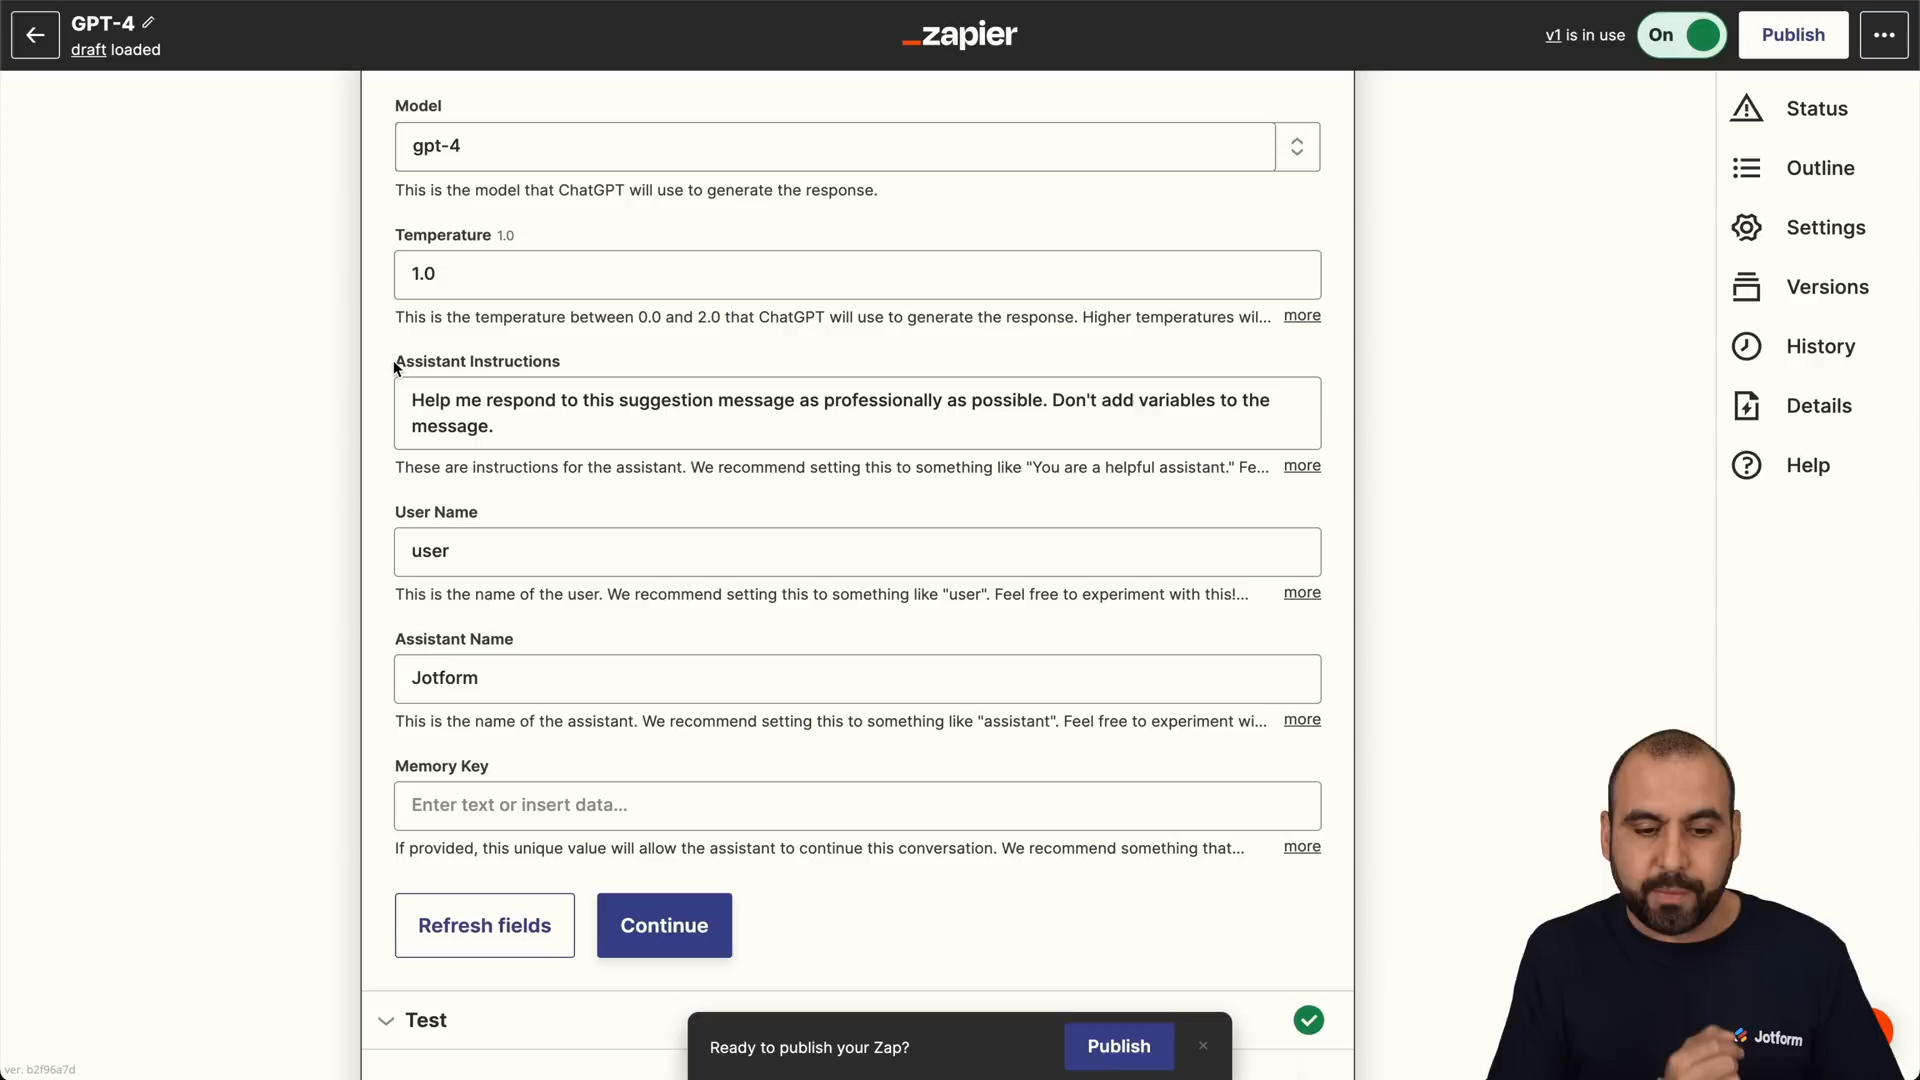 GPT-4
draft loaded
zapier
v1 is in use
On
Publish
Model
gpt-4
This is the model that ChatGPT will use to generate the response.
Temperature 1.0
1.0
This is the temperature between 0.0 and 2.0 that ChatGPT will use to generate the response. Higher temperatures wil... more
Assistant Instructions
Help me respond to this suggestion message as professionally as possible. Don't add variables to the
message.
These are instructions for the assistant. We recommend setting this to something like "You are a helpful assistant." Fe... more
User Name
user
This is the name of the user. We recommend setting this to something like "user". Feel free to experiment with this!... more
Assistant Name
Jotform
This is the name of the assistant. We recommend setting this to something like "assistant". Feel free to experiment wi... more
Memory Key
Enter text or insert data...
If provided, this unique value will allow the assistant to continue this conversation. We recommend something that... more
Refresh fields
Continue
Test
Ready to publish your Zap?
Publish
Status
Outline
Settings
Versions
History
Details
Help
Jotform
ver. b2f96a7d